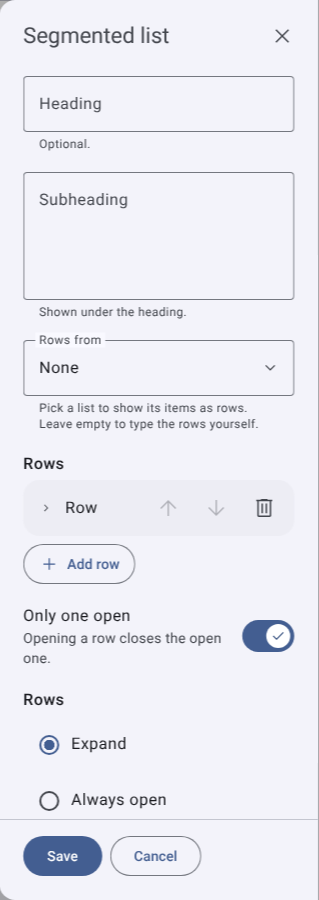 Segmented list
Heading
Optional.
Subheading
Shown under the heading.
Rows from
None
Pick a list to show its items as rows.
Leave empty to type the rows yourself.
Rows
Row
Add row
Only one open
Opening a row closes the open
one.
Rows
Expand
Always open
Save
Cancel